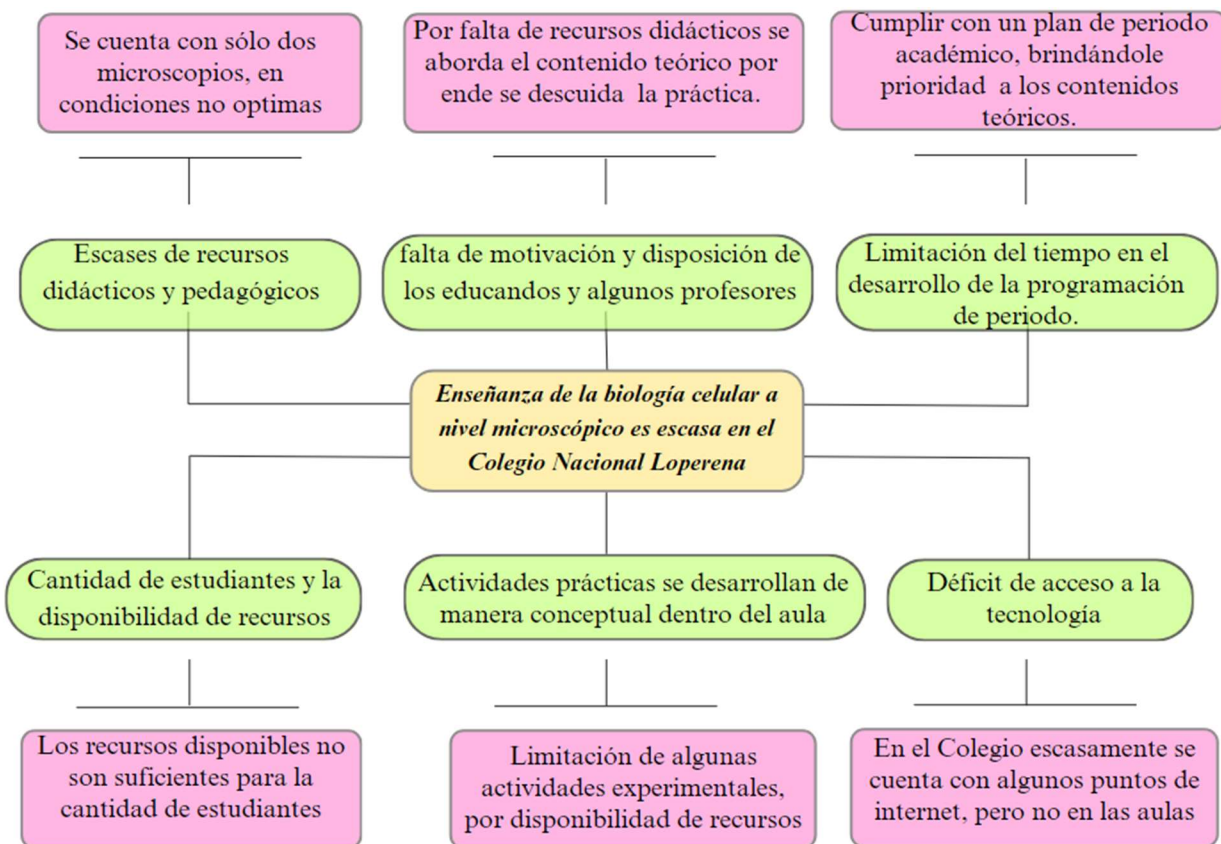 Se cuenta con sólo dos
microscopios, en
condiciones no optimas
Por falta de recursos didácticos se
aborda el contenido teórico por
ende se descuida la práctica.
Cumplir con un plan de periodo
académico, brindándole
prioridad a los contenidos
teóricos.
Escases de recursos
didácticos y pedagógicos
falta de motivación y disposición de
los educandos y algunos profesores
Limitación del tiempo en el
desarrollo de la programación
de periodo.
Enseñanza de la biología celular a
nivel microscópico es escasa en el
Colegio Nacional Loperena
Cantidad de estudiantes y la
disponibilidad de recursos
Actividades prácticas se desarrollan de
manera conceptual dentro del aula
Déficit de acceso a la
tecnología
Los recursos disponibles no
son suficientes para la
cantidad de estudiantes
Limitación de algunas
actividades experimentales,
por disponibilidad de recursos
En el Colegio escasamente se
cuenta con algunos puntos de
internet, pero no en las aulas